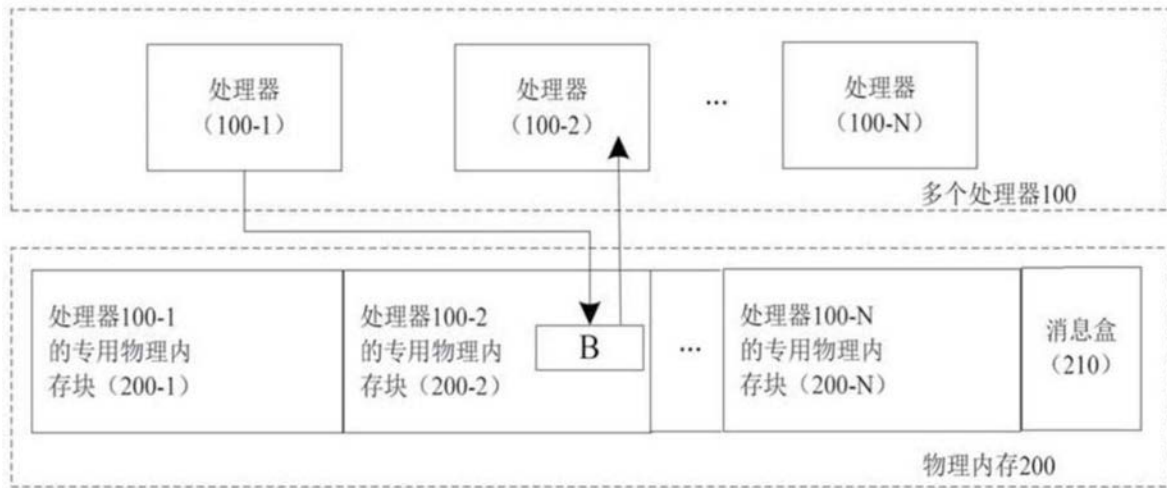 处理器
（100-1）
处理器
（100-2）
...
处理器
（100-N）
多个处理器100
处理器100-1
的专用物理内
存块（200-1）
处理器100-2
的专用物理内
存块（200-2）
B
...
处理器100-N
的专用物理内
存块（200-N）
消息盒
（210）
物理内存200